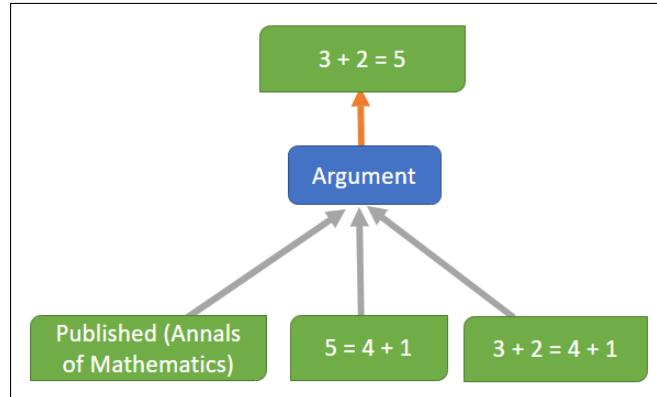 3 + 2 = 5
Argument
Published (Annals
of Mathematics)
5 = 4 + 1
3 + 2 = 4 + 1